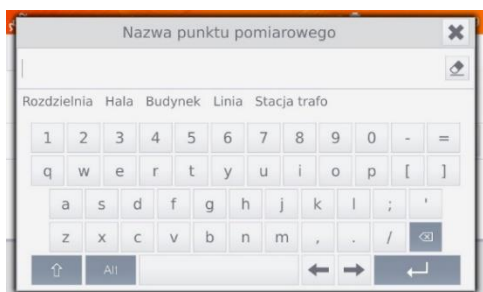 Nazwa punktu pomiarowego
Rozdzielnia Hala Budynek Linia Stacja trafo
1 2 3 4 5 6 7 8 9 0 - =
q w e r t y u i o p [ ]
a s d f g h j k l ; '
z x c v b n m , . /
Alt